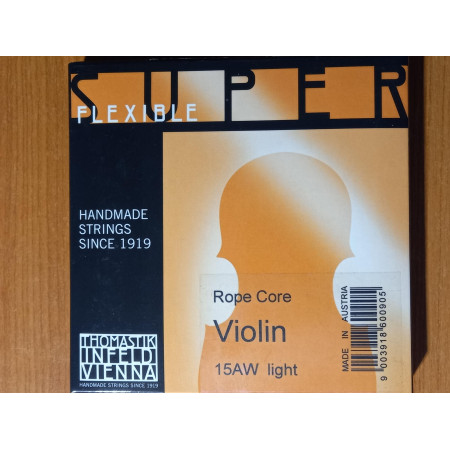 SUPER
FLEXIBLE
HANDMADE
STRINGS
SINCE 1919
Rope Core
Violin
15AW light
MADE IN AUSTRIA
9 003918 600905
THOMASTIK
INFELD
VIENNA
HANDMADE STRINGS SINCE 1919